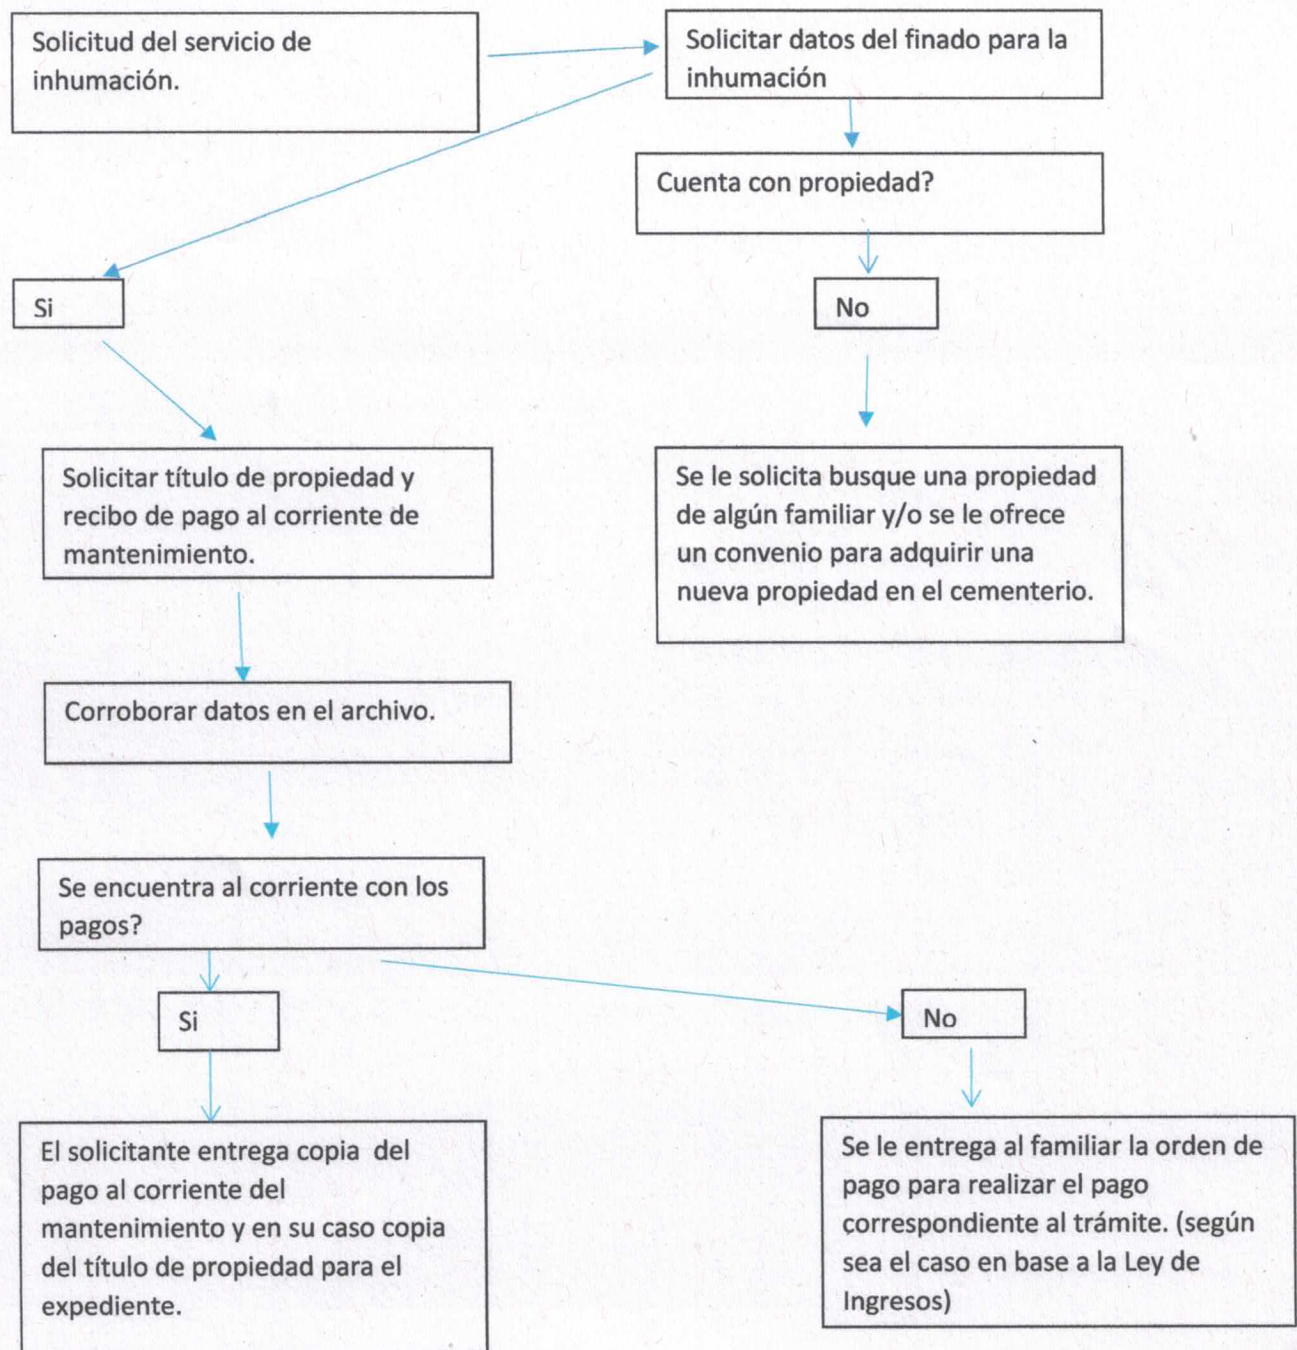 Solicitud del servicio de
inhumación.
Solicitar datos del finado para la
inhumación
Cuenta con propiedad?
Si
No
Solicitar título de propiedad y
recibo de pago al corriente de
mantenimiento.
Se le solicita busque una propiedad
de algún familiar y/o se le ofrece
un convenio para adquirir una
nueva propiedad en el cementerio.
Corroborar datos en el archivo.
Se encuentra al corriente con los
pagos?
Si
No
El solicitante entrega copia  del
pago al corriente del
mantenimiento y en su caso copia
del título de propiedad para el
expediente.
Se le entrega al familiar la orden de
pago para realizar el pago
correspondiente al trámite. (según
sea el caso en base a la Ley de
Ingresos)